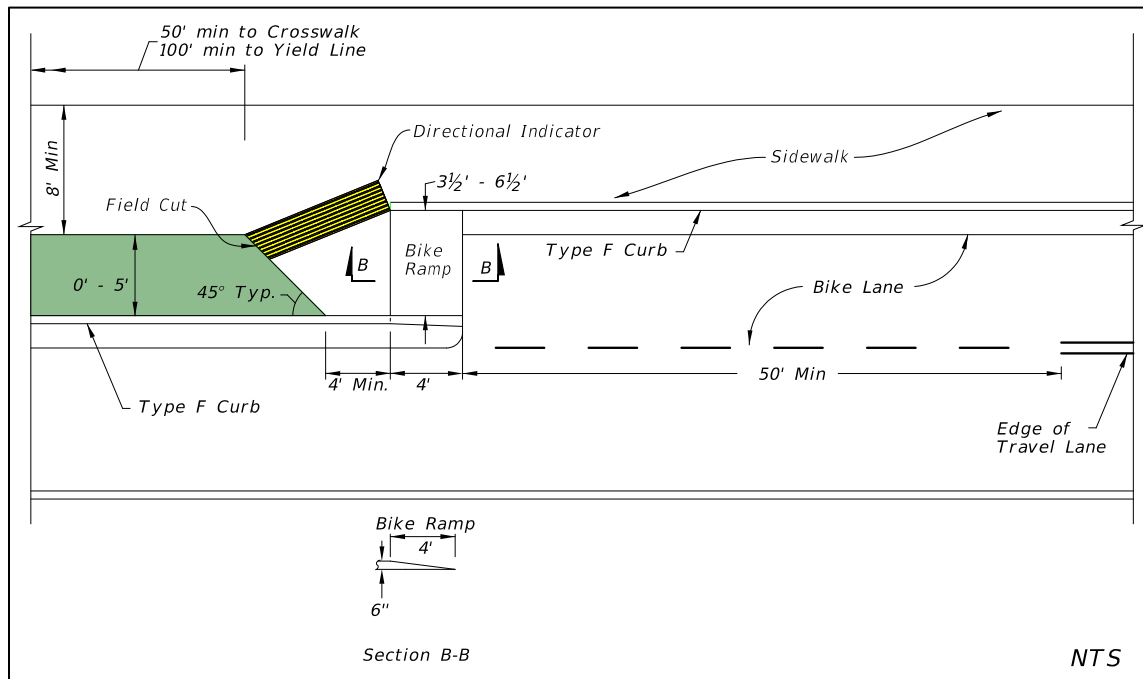 50' min to Crosswalk
100' min to Yield Line
Directional Indicator
Sidewalk
8' Min
3½' - 6½'
Field Cut
Type F Curb
Bike
Ramp
B
B
0' - 5'
45° Typ.
Bike Lane
4' Min.
4'
50' Min
Type F Curb
Edge of
Travel Lane
Bike Ramp
4'
6"
Section B-B
NTS